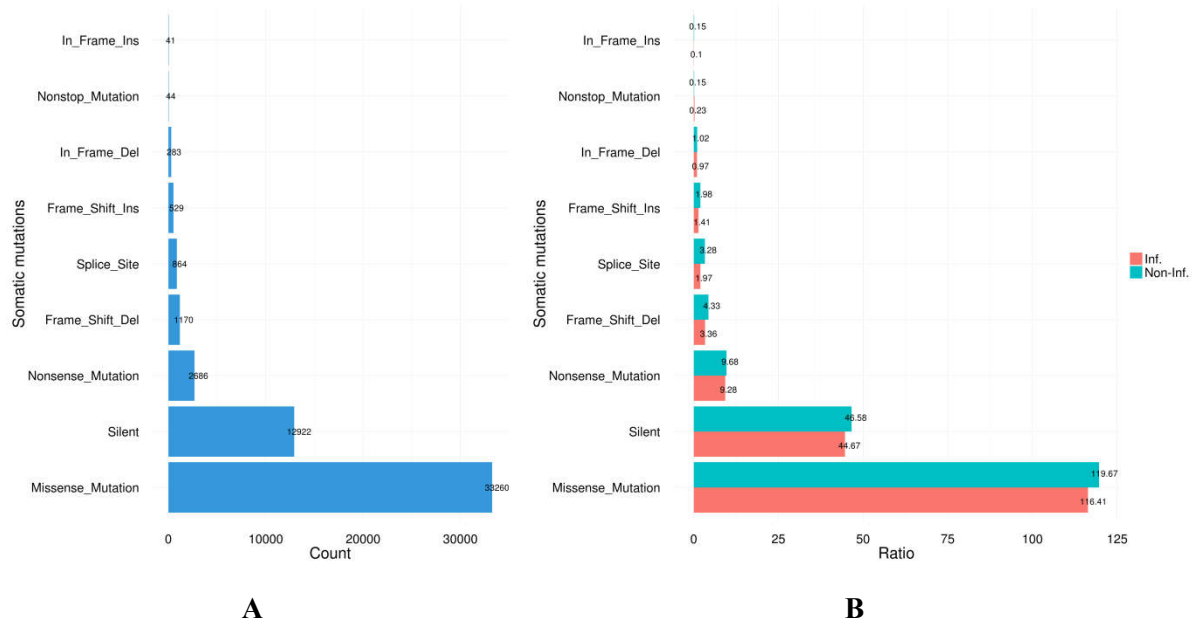 Somatic mutations
In_Frame_Ins
41
Nonstop_Mutation
44
In_Frame_Del
283
Frame_Shift_Ins
529
Splice_Site
864
Frame_Shift_Del
1170
Nonsense_Mutation
2686
Silent
12922
Missense_Mutation
33260
0 10000 20000 30000
Count
A
Somatic mutations
In_Frame_Ins
0.15
0.1
Nonstop_Mutation
0.15
0.23
In_Frame_Del
1.02
0.97
Frame_Shift_Ins
1.98
1.41
Splice_Site
3.28
1.97
Frame_Shift_Del
4.33
3.36
Nonsense_Mutation
9.68
9.28
Silent
46.58
44.67
Missense_Mutation
119.67
116.41
0 25 50 75 100 125
Ratio
Inf.
Non-Inf.
B